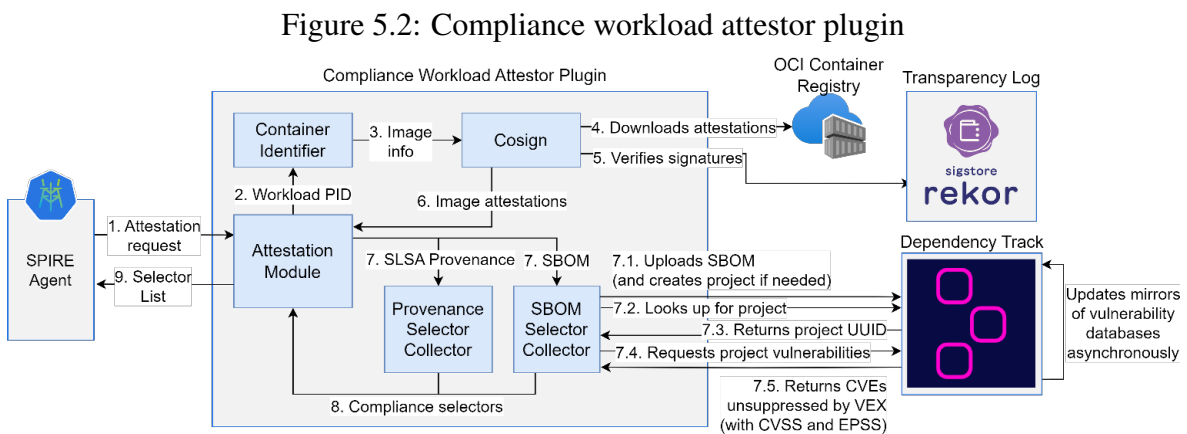 Figure 5.2: Compliance workload attestor plugin
Compliance Workload Attestor Plugin
OCI Container
Registry
Transparency Log
Container
Identifier
3. Image
info
Cosign
4. Downloads attestations
5. Verifies signatures
sigstore
rekor
2. Workload PID
6. Image attestations
SPIRE
Agent
1. Attestation
request
9. Selector
List
Attestation
Module
7. SLSA Provenance
7. SBOM
Provenance
Selector
Collector
SBOM
Selector
Collector
8. Compliance selectors
7.1. Uploads SBOM
(and creates project if needed)
7.2. Looks up for project
7.3. Returns project UUID
7.4. Requests project vulnerabilities
7.5. Returns CVEs
unsuppressed by VEX
(with CVSS and EPSS)
Dependency Track
Updates mirrors
of vulnerability
databases
asynchronously